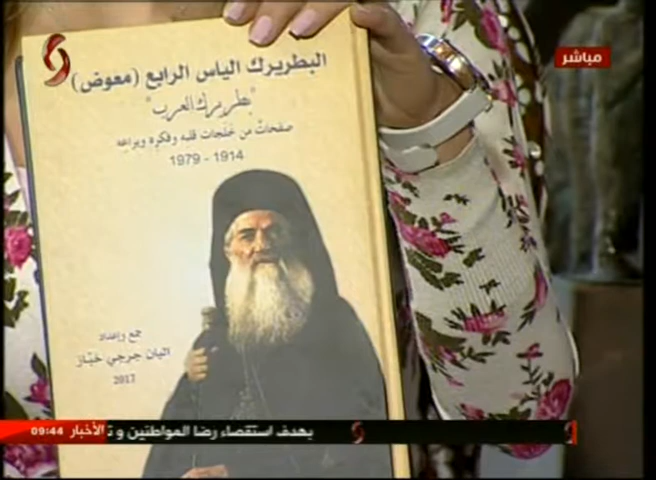 مباشر
البطريرك الياس الرابع (معوض)
"بطريرك العرب"
صفحات من خلجات قلبه وفكره ويراعه
1914 - 1979
جمع وإعداد
اليان جرجي خباز
2017
09:44 الأخبار
بهدف استقصاء رضا المواطنين و ت